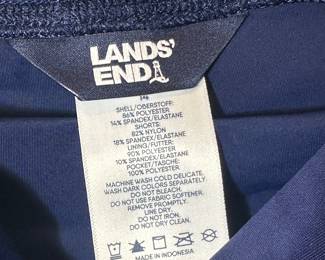 LANDS'
END
14
SHELL/OBERSTOFF:
86% POLYESTER
14% SPANDEX/ELASTANE
SHORTS:
82% NYLON
18% SPANDEX/ELASTANE
LINING/FUTTER:
90% POLYESTER
10% SPANDEX/ELASTANE
POCKET/TASCHE:
100% POLYESTER
MACHINE WASH COLD DELICATE.
WASH DARK COLORS SEPARATELY
DO NOT BLEACH.
DO NOT USE FABRIC SOFTENER.
REMOVE PROMPTLY.
LINE DRY.
DO NOT IRON.
DO NOT DRY CLEAN.
MADE IN INDONESIA